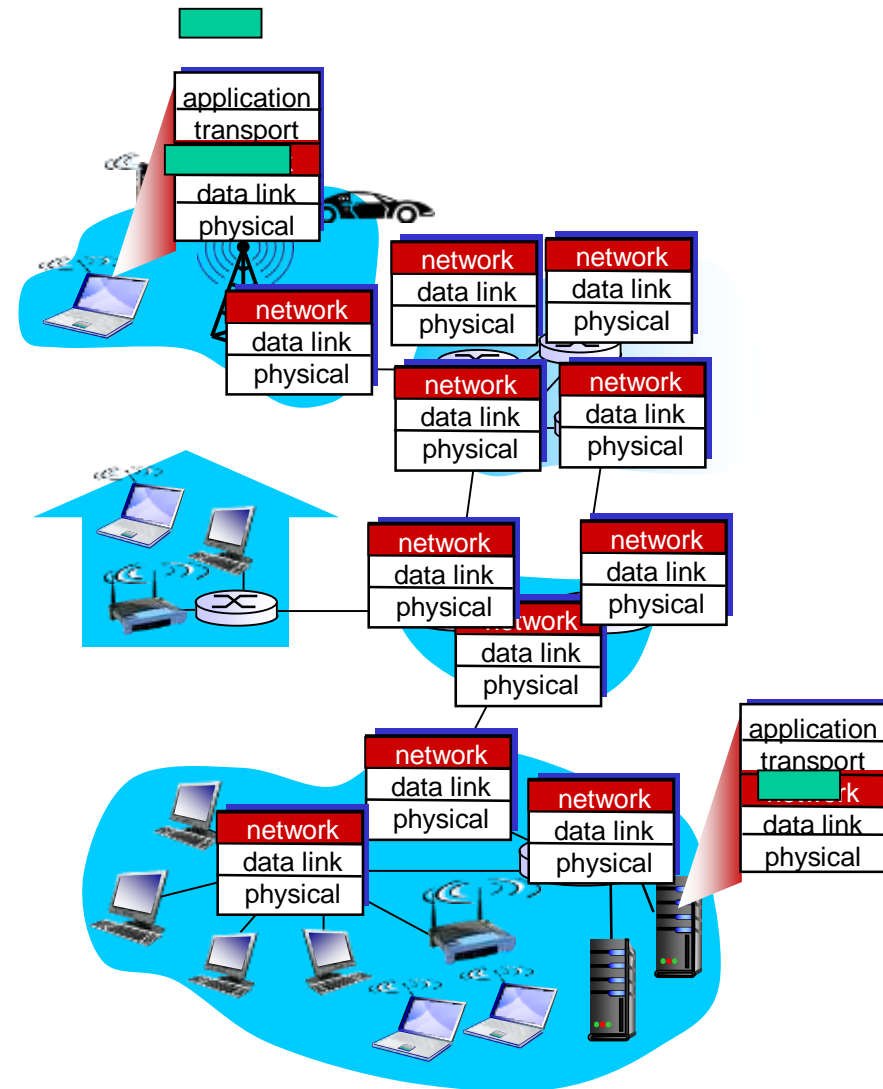 application
transport
data link
physical
network
data link
physical
network
data link
physical
network
data link
physical
network
data link
physical
network
data link
physical
network
data link
physical
network
data link
physical
network
data link
physical
network
data link
physical
network
data link
physical
network
data link
physical
application
transport
network
data link
physical